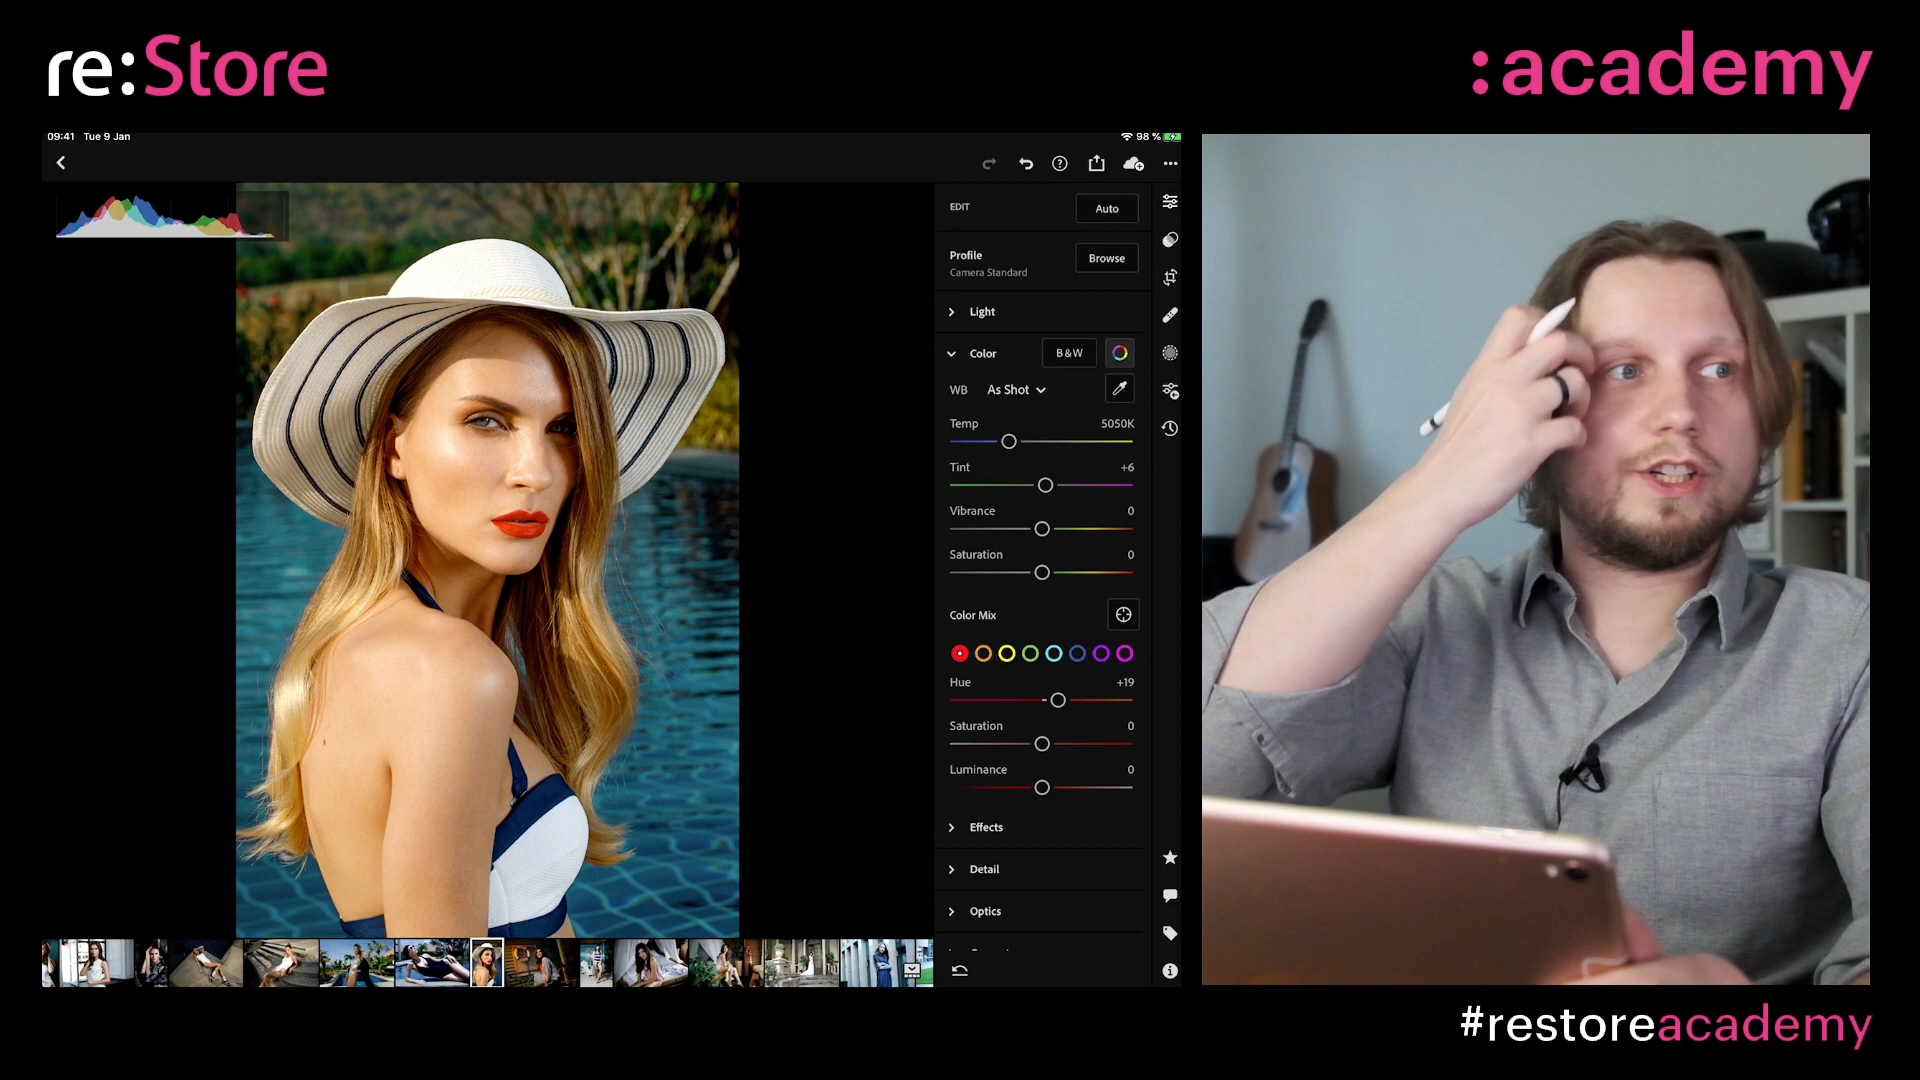 re:Store
:academy
09:41 Tue 9 Jan
98 %
EDIT
Auto
Profile
Camera Standard
Browse
Light
Color
B&W
WB As Shot
Temp 5050K
Tint +6
Vibrance 0
Saturation 0
Color Mix
Hue +19
Saturation 0
Luminance 0
Effects
Detail
Optics
#restoreacademy